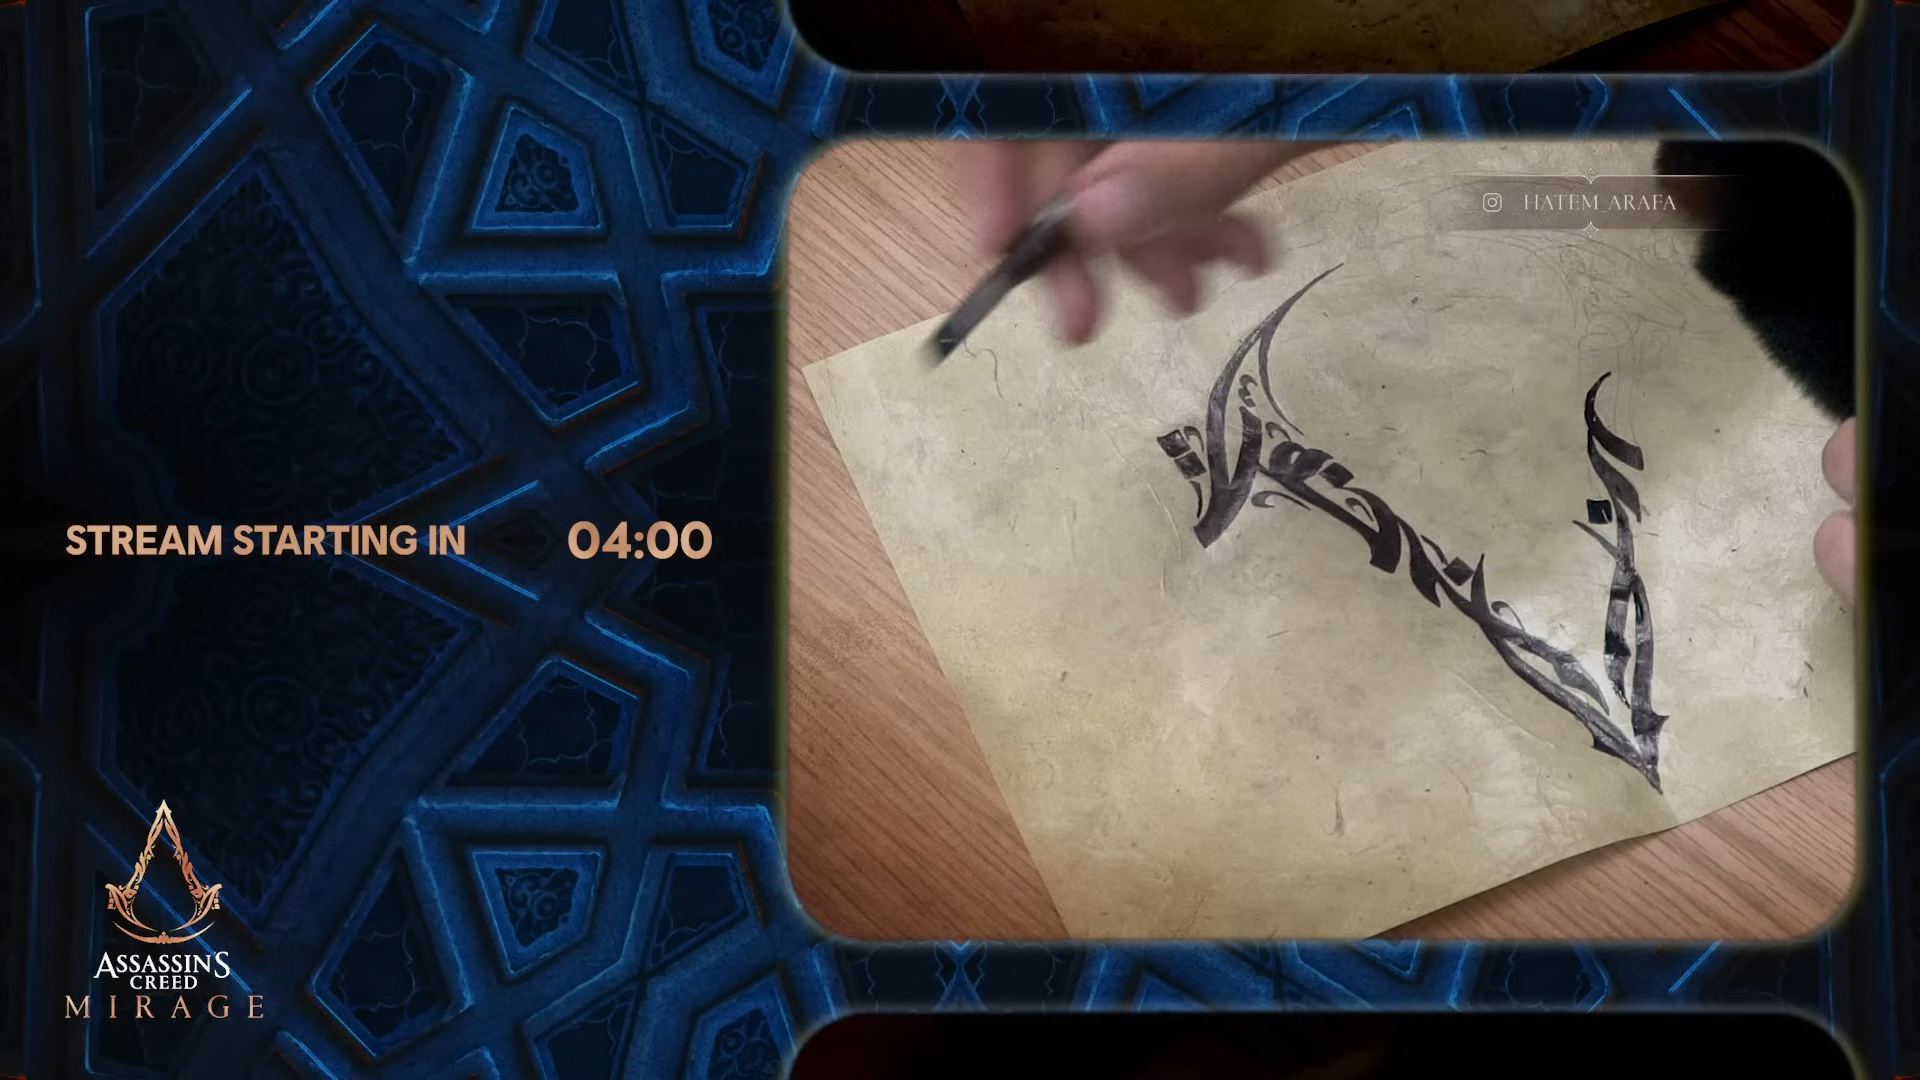 HATEM_ARAFA
STREAM STARTING IN 04:00
ASSASSIN'S
CREED
MIRAGE